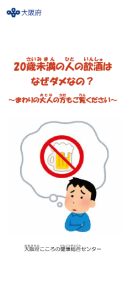 大阪府
20歳未満の人の飲酒は
なぜダメなの？
～まわりの大人の方もご覧ください～
大阪府こころの健康総合センター